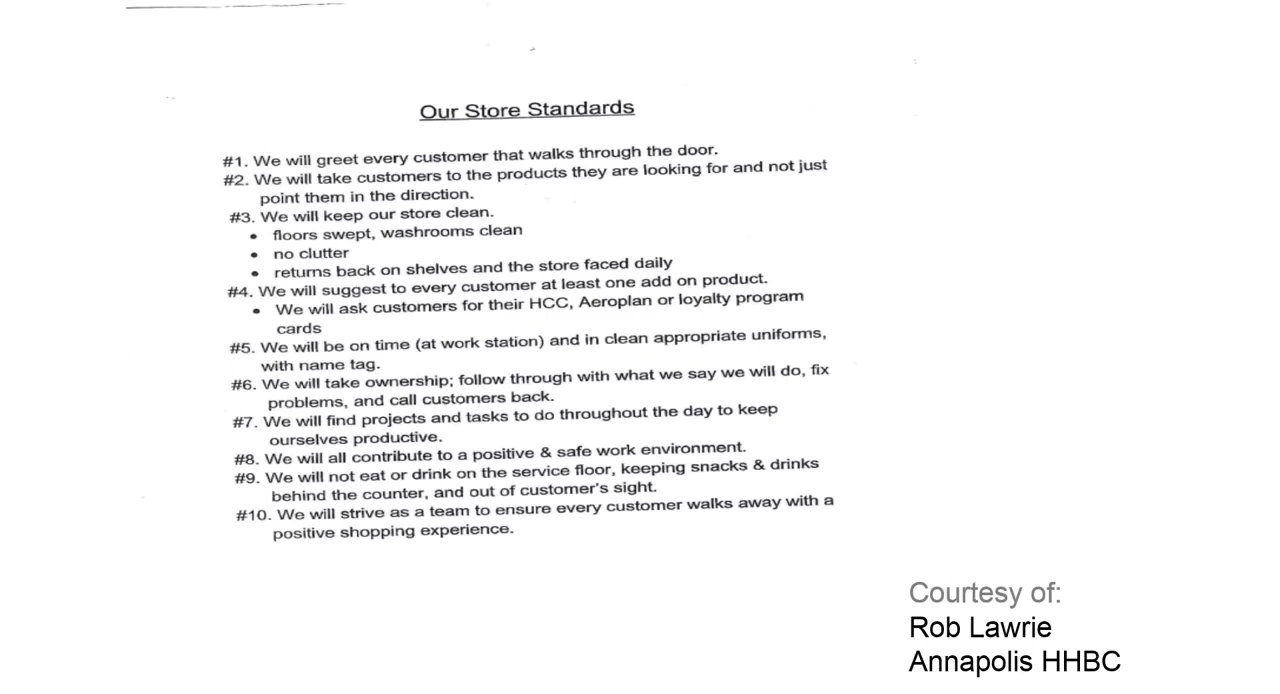 Our Store Standards
#1. We will greet every customer that walks through the door.
#2. We will take customers to the products they are looking for and not just
point them in the direction.
#3. We will keep our store clean.
• floors swept, washrooms clean
• no clutter
• returns back on shelves and the store faced daily
#4. We will suggest to every customer at least one add on product.
• We will ask customers for their HCC, Aeroplan or loyalty program
cards
#5. We will be on time (at work station) and in clean appropriate uniforms,
with name tag.
#6. We will take ownership; follow through with what we say we will do, fix
problems, and call customers back.
#7. We will find projects and tasks to do throughout the day to keep
ourselves productive.
#8. We will all contribute to a positive & safe work environment.
#9. We will not eat or drink on the service floor, keeping snacks & drinks
behind the counter, and out of customer's sight.
#10. We will strive as a team to ensure every customer walks away with a
positive shopping experience.
Courtesy of:
Rob Lawrie
Annapolis HHBC